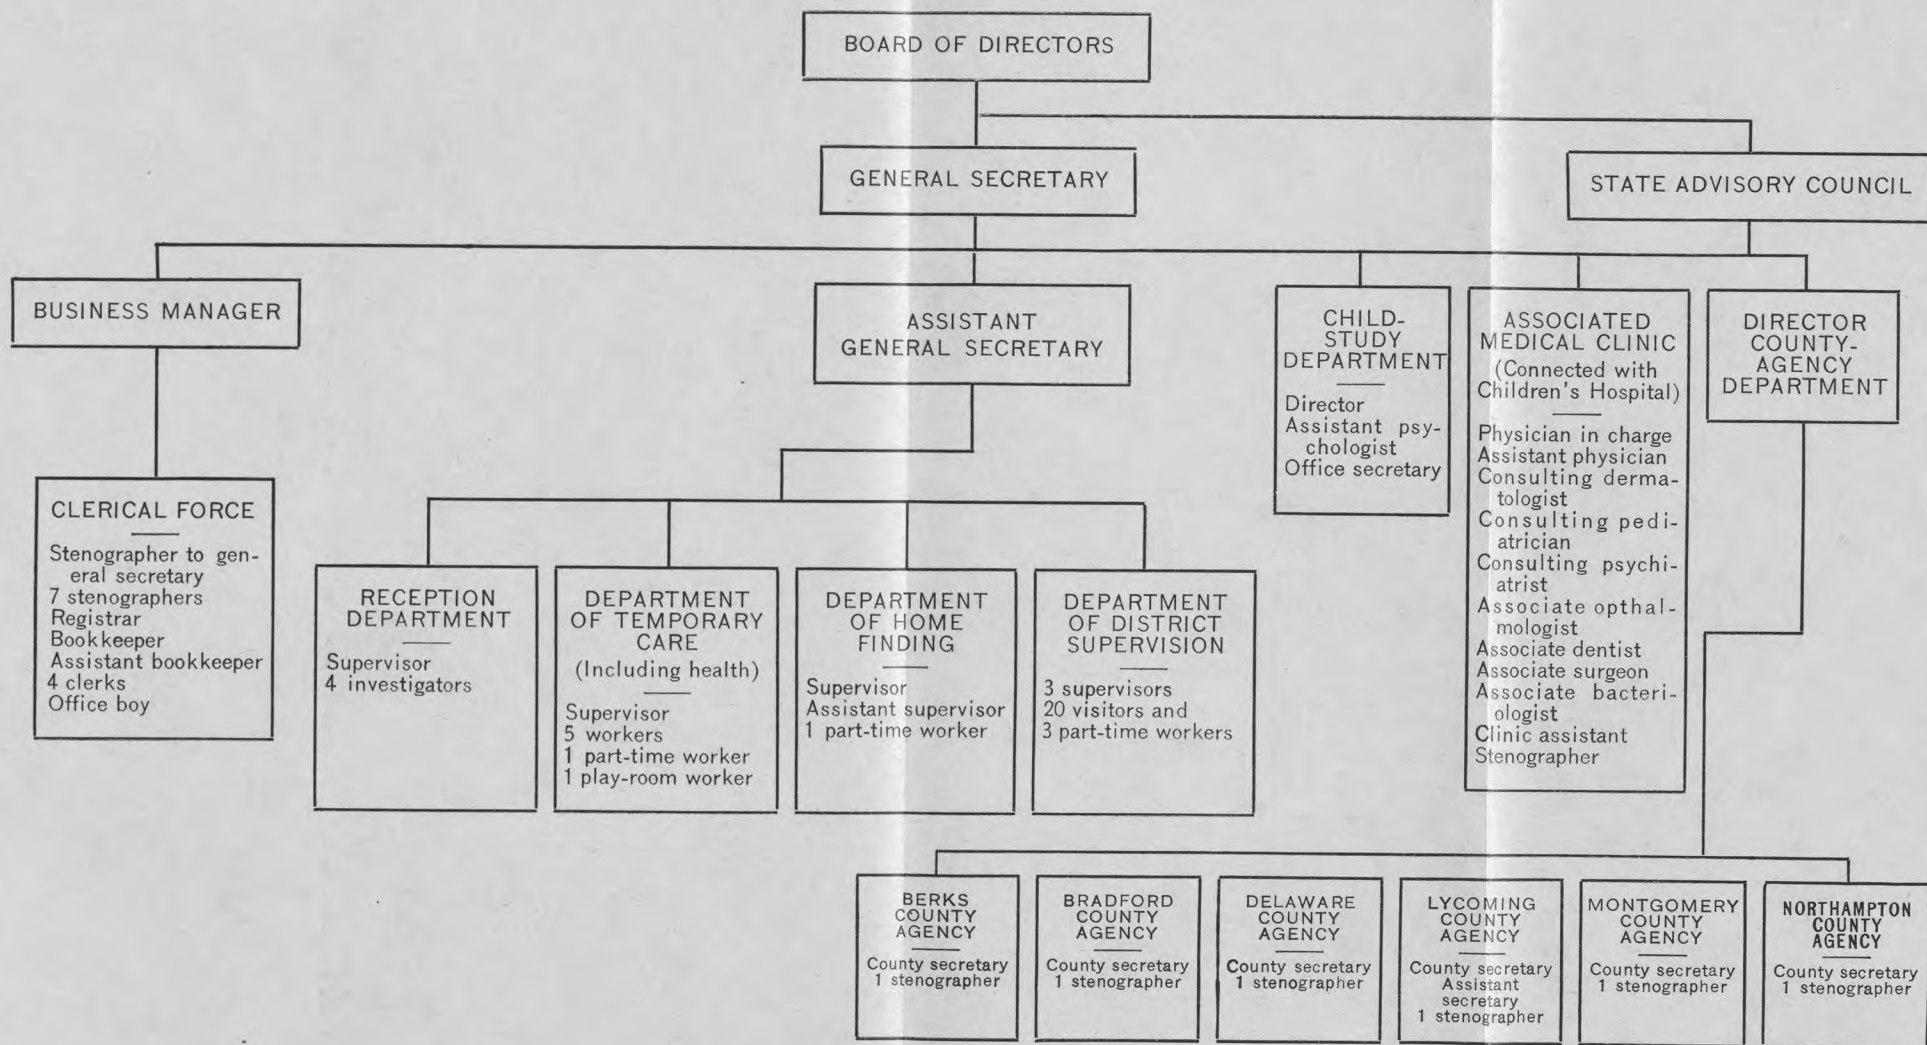 BOARD OF DIRECTORS
GENERAL SECRETARY
STATE ADVISORY COUNCIL
BUSINESS MANAGER
ASSISTANT
GENERAL SECRETARY
CHILD-
STUDY
DEPARTMENT
Director
Assistant psy-
chologist
Office secretary
ASSOCIATED
MEDICAL CLINIC
(Connected with
Children's Hospital)
Physician in charge
Assistant physician
Consulting derma-
tologist
Consulting pedi-
atrician
Consulting psychi-
atrist
Associate opthal-
mologist
Associate dentist
Associate surgeon
Associate bacteri-
ologist
Clinic assistant
Stenographer
DIRECTOR
COUNTY-
AGENCY
DEPARTMENT
CLERICAL FORCE
Stenographer to gen-
eral secretary
7 stenographers
Registrar
Bookkeeper
Assistant bookkeeper
4 clerks
Office boy
RECEPTION
DEPARTMENT
Supervisor
4 investigators
DEPARTMENT
OF TEMPORARY
CARE
(Including health)
Supervisor
5 workers
1 part-time worker
1 play-room worker
DEPARTMENT
OF HOME
FINDING
Supervisor
Assistant supervisor
1 part-time worker
DEPARTMENT
OF DISTRICT
SUPERVISION
3 supervisors
20 visitors and
3 part-time workers
BERKS
COUNTY
AGENCY
County secretary
1 stenographer
BRADFORD
COUNTY
AGENCY
County secretary
1 stenographer
DELAWARE
COUNTY
AGENCY
County secretary
1 stenographer
LYCOMING
COUNTY
AGENCY
County secretary
Assistant
secretary
1 stenographer
MONTGOMERY
COUNTY
AGENCY
County secretary
1 stenographer
NORTHAMPTON
COUNTY
AGENCY
County secretary
1 stenographer